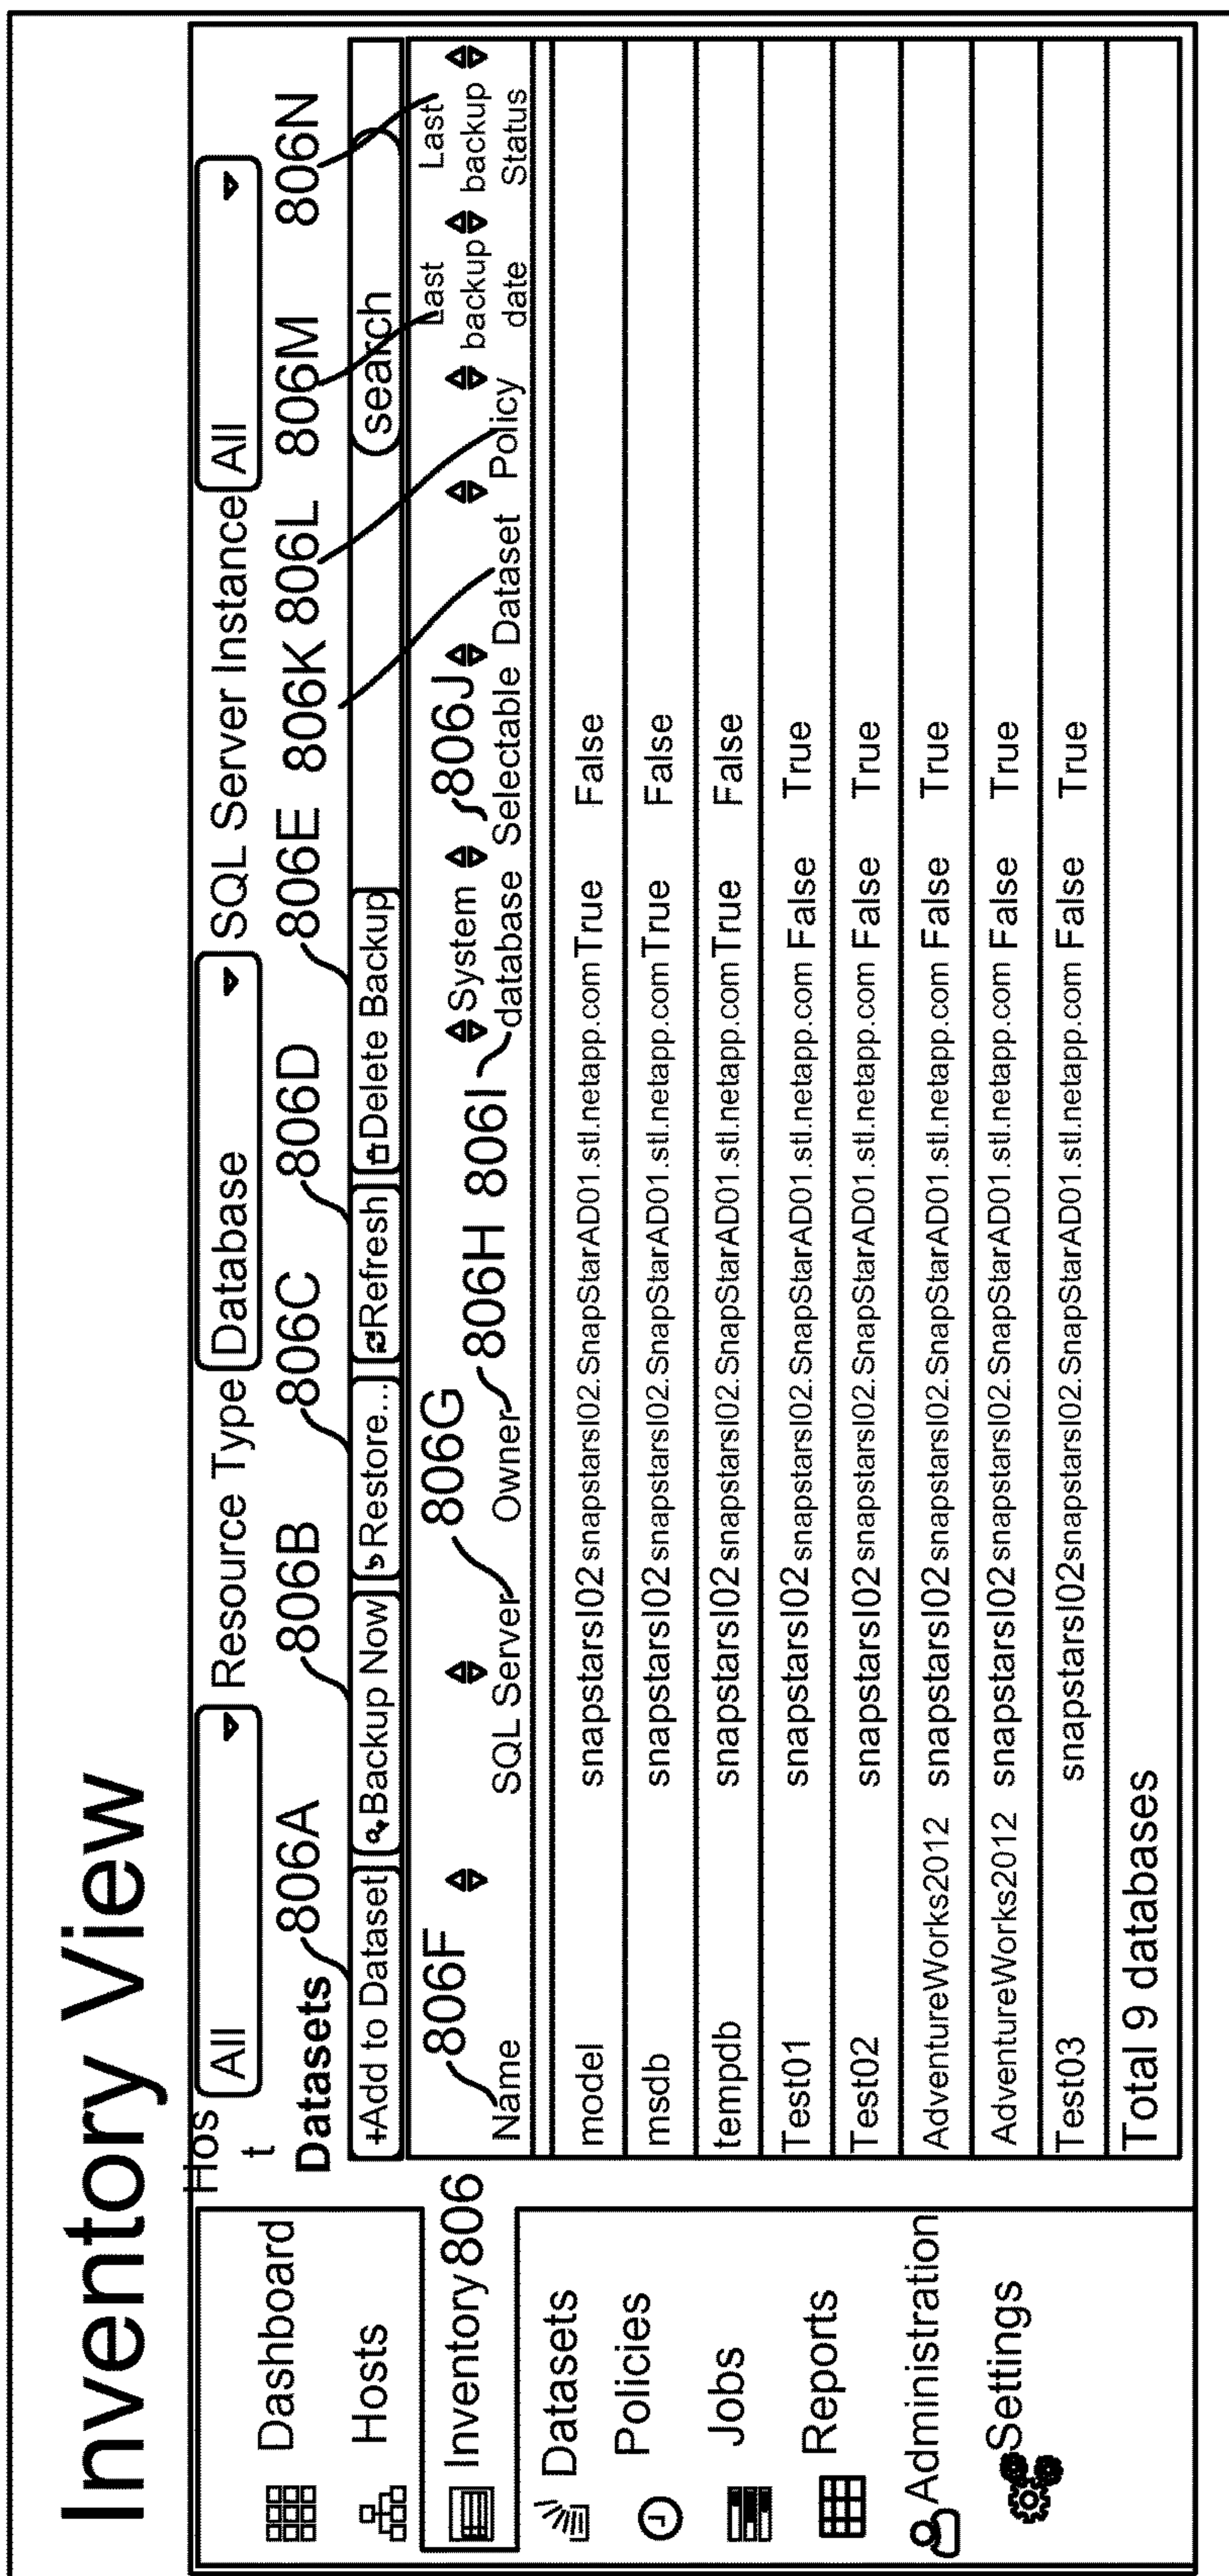 Inventory View
Dashboard
Hosts
Inventory 806
Datasets
Policies
Jobs
Reports
Administration
Settings
Hos
t
All
Resource Type
Database
SQL Server Instance
All
Datasets
806A
806B
806C
806D
806E
806K
806L
806M
806N
+Add to Dataset
Backup Now
Restore...
Refresh
Delete Backup
search
806F
806G
806H
806I
806J
Name
SQL Server
Owner
System
database
Selectable
Dataset
Policy
Last
backup
date
Last
backup
Status
model snapstarsl02 snapstarsl02.SnapStarAD01.stl.netapp.com True False
msdb snapstarsl02 snapstarsl02.SnapStarAD01.stl.netapp.com True False
tempdb snapstarsl02 snapstarsl02.SnapStarAD01.stl.netapp.com True False
Test01 snapstarsl02 snapstarsl02.SnapStarAD01.stl.netapp.com False True
Test02 snapstarsl02 snapstarsl02.SnapStarAD01.stl.netapp.com False True
AdventureWorks2012 snapstarsl02 snapstarsl02.SnapStarAD01.stl.netapp.com False True
AdventureWorks2012 snapstarsl02 snapstarsl02.SnapStarAD01.stl.netapp.com False True
Test03 snapstarsl02 snapstarsl02.SnapStarAD01.stl.netapp.com False True
Total 9 databases